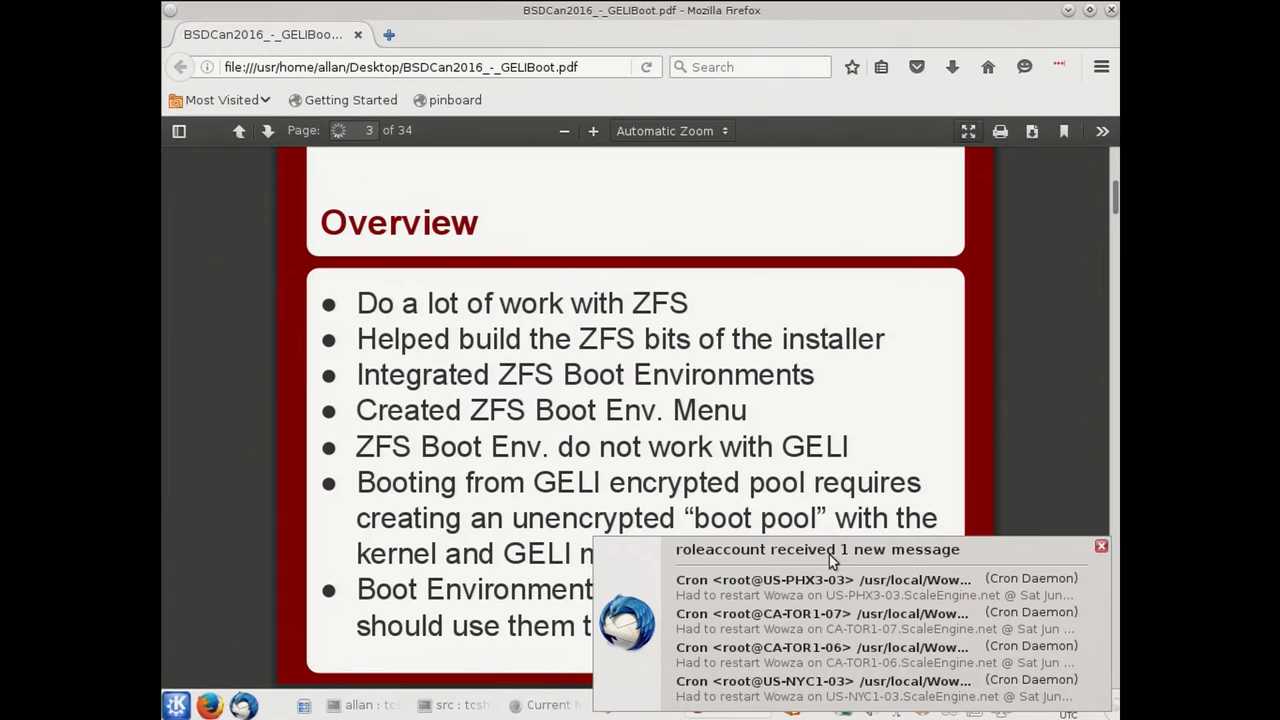 BSDCan2016_-_GELIBoot.pdf - Mozilla Firefox
BSDCan2016_-_GELIBoo...
file:///usr/home/allan/Desktop/BSDCan2016_-_GELIBoot.pdf
Search
Most Visited
Getting Started
pinboard
Page: 3 of 34
Automatic Zoom
Overview
● Do a lot of work with ZFS
● Helped build the ZFS bits of the installer
● Integrated ZFS Boot Environments
● Created ZFS Boot Env. Menu
● ZFS Boot Env. do not work with GELI
● Booting from GELI encrypted pool requires
creating an unencrypted “boot pool” with the
kernel and GELI
● Boot Environment
should use them
roleaccount received 1 new message
Cron <root@US-PHX3-03> /usr/local/Wow... (Cron Daemon)
Had to restart Wowza on US-PHX3-03.ScaleEngine.net @ Sat Jun...
Cron <root@CA-TOR1-07> /usr/local/Wow... (Cron Daemon)
Had to restart Wowza on CA-TOR1-07.ScaleEngine.net @ Sat Jun ...
Cron <root@CA-TOR1-06> /usr/local/Wow... (Cron Daemon)
Had to restart Wowza on CA-TOR1-06.ScaleEngine.net @ Sat Jun ...
Cron <root@US-NYC1-03> /usr/local/Wow... (Cron Daemon)
Had to restart Wowza on US-NYC1-03.ScaleEngine.net @ Sat Jun...
allan : tcs
src : tcsh
Current
UTC